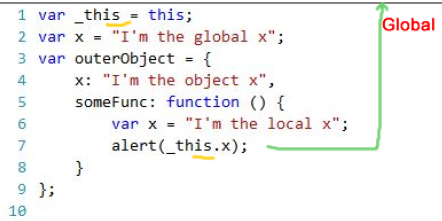 1 var _this = this;
Global
2 var x = "I'm the global x";
3 var outerObject = {
4     x: "I'm the object x",
5     someFunc: function () {
6         var x = "I'm the local x";
7         alert(_this.x);
8     }
9 };
10